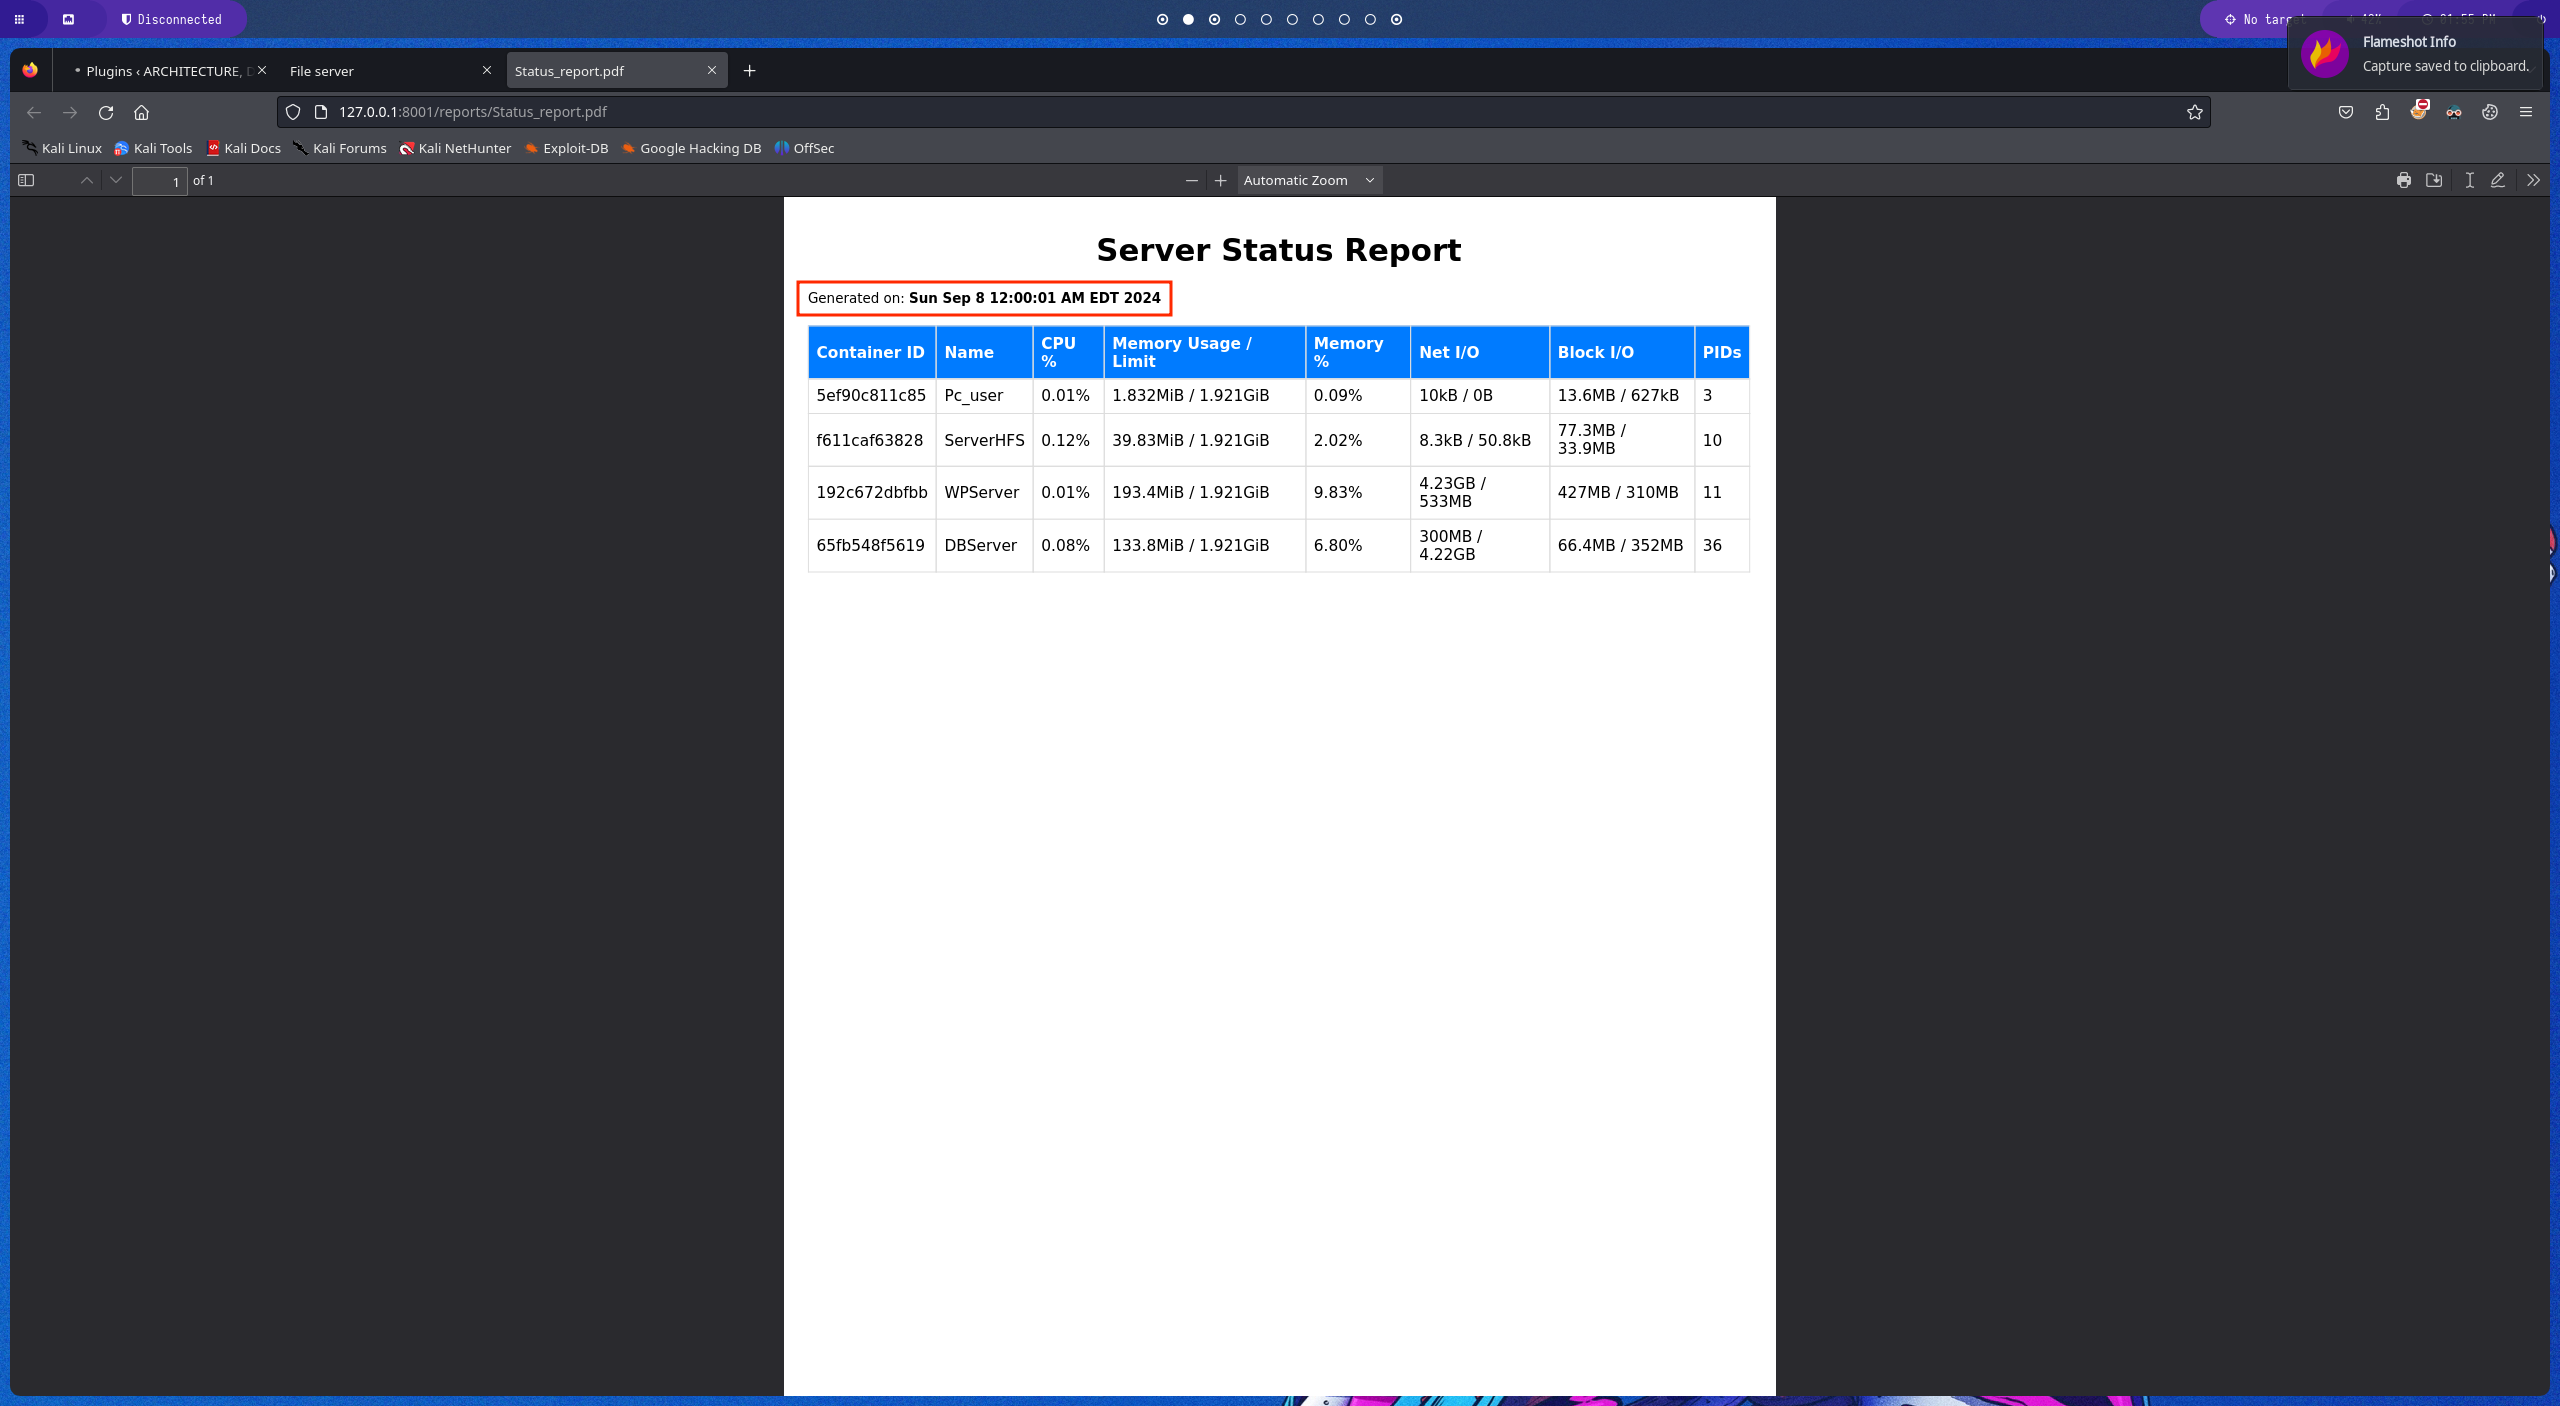 Disconnected
No target
Flameshot Info
Capture saved to clipboard.
Plugins ‹ ARCHITECTURE,
File server
Status_report.pdf
127.0.0.1:8001/reports/Status_report.pdf
Kali Linux Kali Tools Kali Docs Kali Forums Kali NetHunter Exploit-DB Google Hacking DB OffSec
1 of 1
Automatic Zoom
Server Status Report
Generated on: Sun Sep 8 12:00:01 AM EDT 2024
Container ID Name CPU % Memory Usage / Limit Memory % Net I/O Block I/O PIDs
5ef90c811c85 Pc_user 0.01% 1.832MiB / 1.921GiB 0.09% 10kB / 0B 13.6MB / 627kB 3
f611caf63828 ServerHFS 0.12% 39.83MiB / 1.921GiB 2.02% 8.3kB / 50.8kB 77.3MB / 33.9MB 10
192c672dbfbb WPServer 0.01% 193.4MiB / 1.921GiB 9.83% 4.23GB / 533MB 427MB / 310MB 11
65fb548f5619 DBServer 0.08% 133.8MiB / 1.921GiB 6.80% 300MB / 4.22GB 66.4MB / 352MB 36